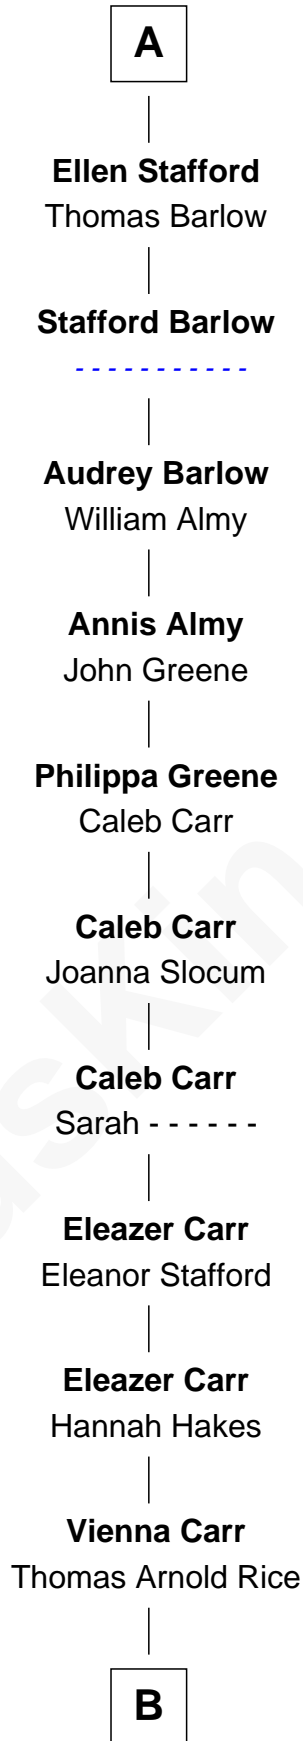 A
Ellen Stafford
Thomas Barlow
Stafford Barlow
- - - - - - - - - - -
Audrey Barlow
William Almy
Annis Almy
John Greene
Philippa Greene
Caleb Carr
Caleb Carr
Joanna Slocum
Caleb Carr
Sarah - - - - - -
Eleazer Carr
Eleanor Stafford
Eleazer Carr
Hannah Hakes
Vienna Carr
Thomas Arnold Rice
B